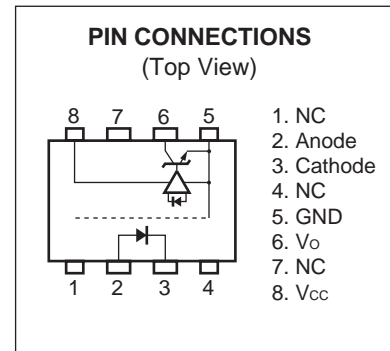 PIN CONNECTIONS
(Top View)
8 7 6 5
1 2 3 4
1. NC
2. Anode
3. Cathode
4. NC
5. GND
6. Vo
7. NC
8. Vcc